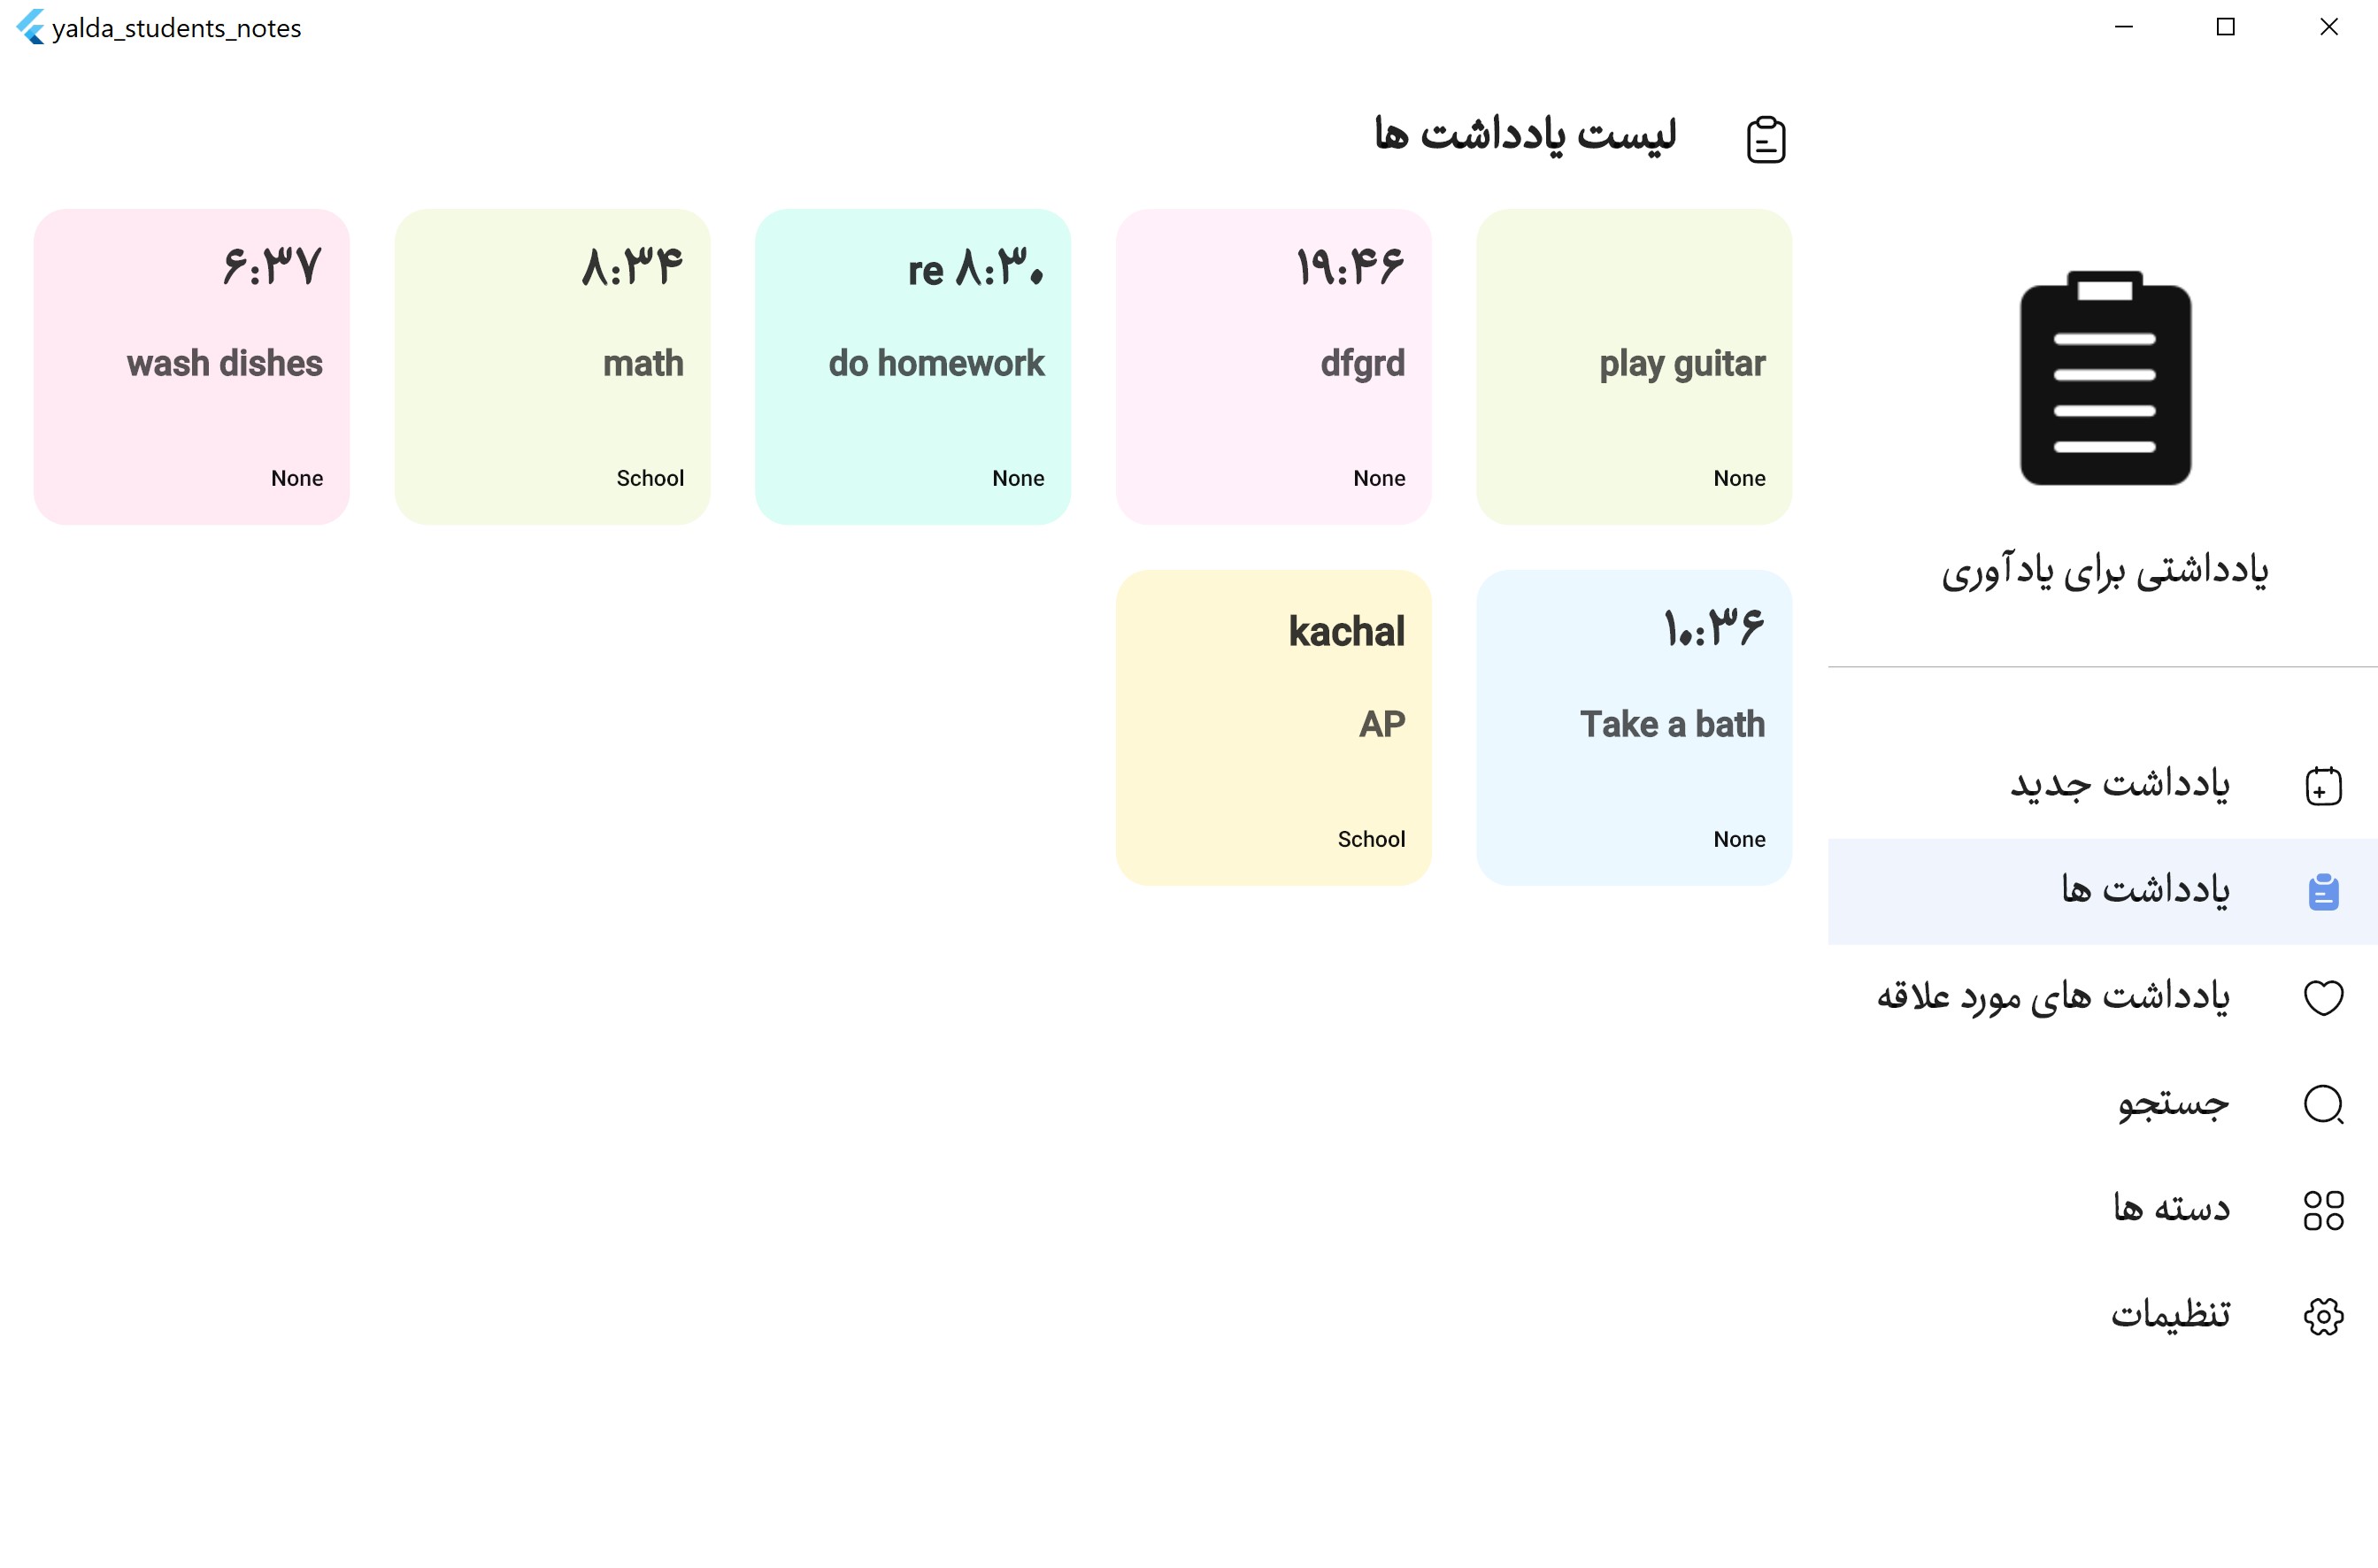 yalda_students_notes
لیست یادداشت ها
play guitar
None
۱۹:۴۶
dfgrd
None
re ۸:۳۰
do homework
None
۸:۳۴
math
School
۶:۳۷
wash dishes
None
۱۰:۳۶
Take a bath
None
kachal
AP
School
یادداشتی برای یادآوری
یادداشت جدید
یادداشت ها
یادداشت های مورد علاقه
جستجو
دسته ها
تنظیمات